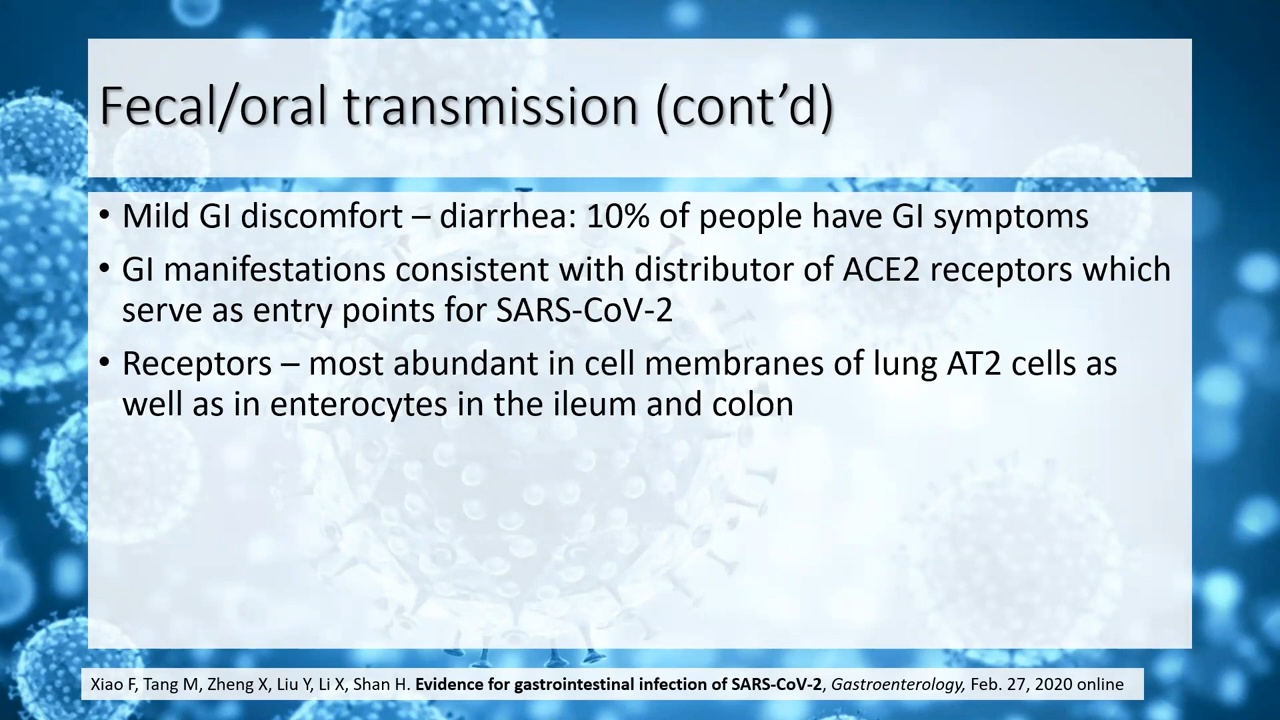 Fecal/oral transmission (cont’d)
• Mild GI discomfort – diarrhea: 10% of people have GI symptoms
• GI manifestations consistent with distributor of ACE2 receptors which
serve as entry points for SARS-CoV-2
• Receptors – most abundant in cell membranes of lung AT2 cells as
well as in enterocytes in the ileum and colon
Xiao F, Tang M, Zheng X, Liu Y, Li X, Shan H. Evidence for gastrointestinal infection of SARS-CoV-2, Gastroenterology, Feb. 27, 2020 online